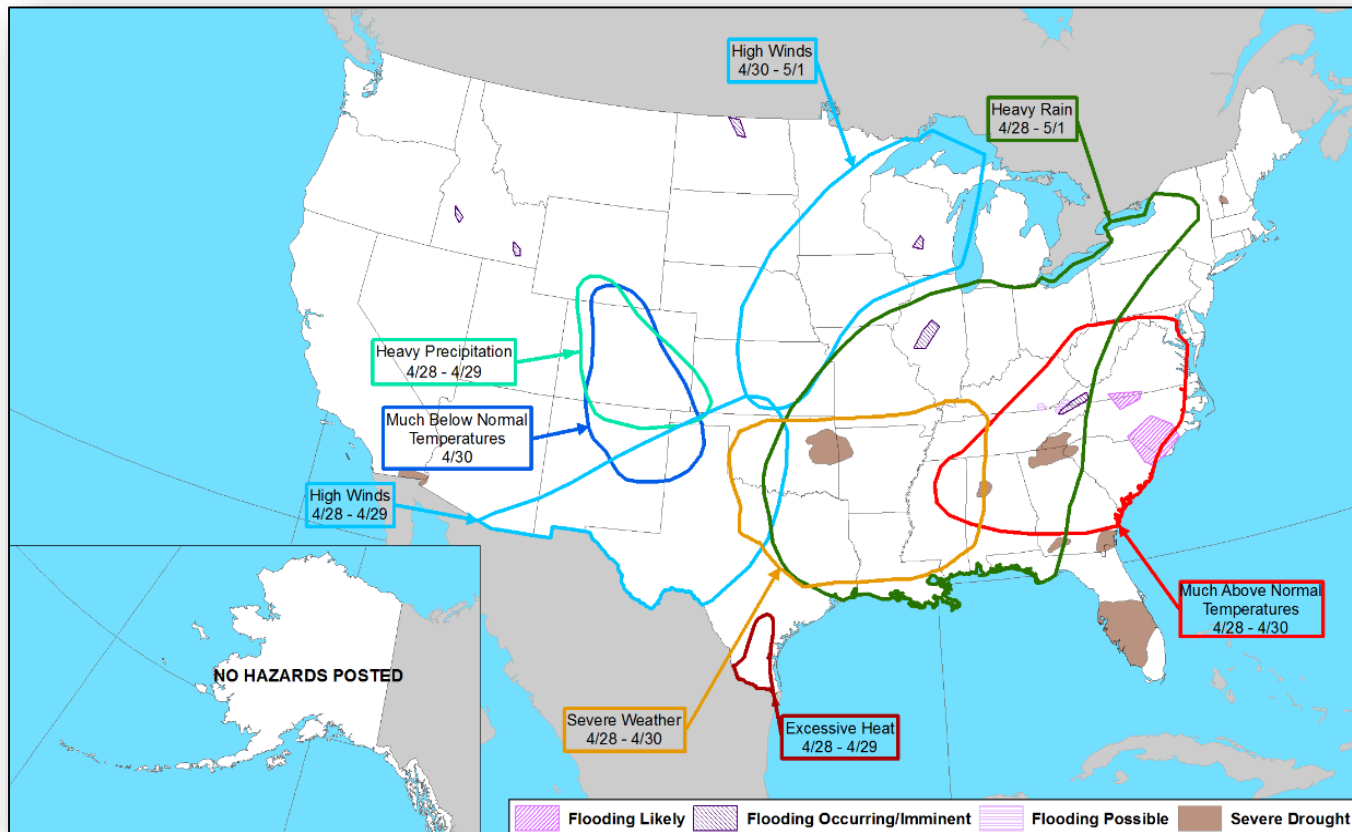 High Winds
4/30 - 5/1
Heavy Rain
4/28 - 5/1
Heavy Precipitation
4/28 - 4/29
Much Below Normal
Temperatures
4/30
High Winds
4/28 - 4/29
Much Above Normal
Temperatures
4/28 - 4/30
NO HAZARDS POSTED
Severe Weather
4/28 - 4/30
Excessive Heat
4/28 - 4/29
Flooding Likely
Flooding Occurring/Imminent
Flooding Possible
Severe Drought